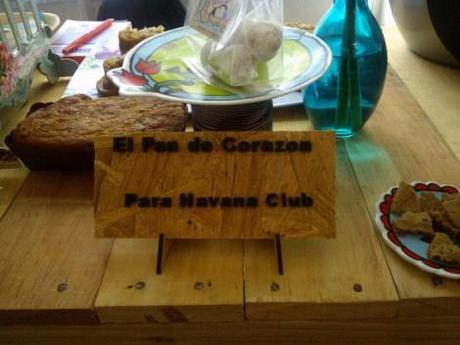 El Pan de Corazon
Para Havana Club